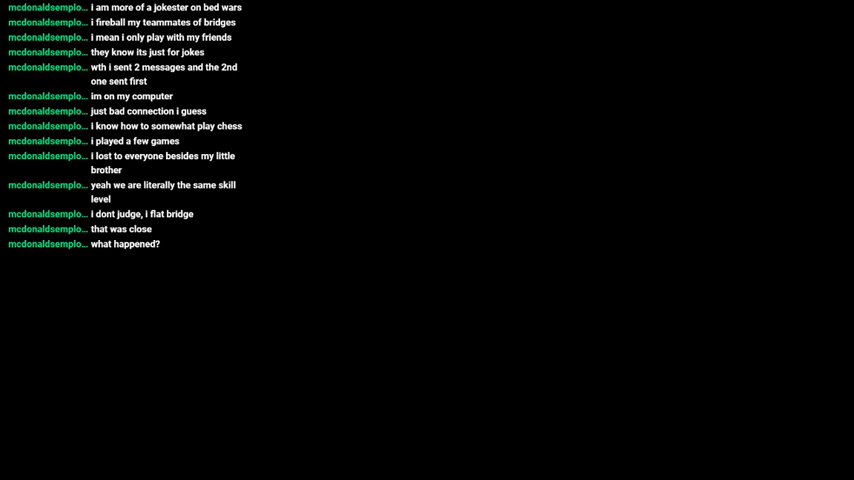 mcdonaldsemplo... i am more of a jokester on bed wars
mcdonaldsemplo... i fireball my teammates of bridges
mcdonaldsemplo... i mean i only play with my friends
mcdonaldsemplo... they know its just for jokes
mcdonaldsemplo... wth i sent 2 messages and the 2nd
one sent first
mcdonaldsemplo... im on my computer
mcdonaldsemplo... just bad connection i guess
mcdonaldsemplo... i know how to somewhat play chess
mcdonaldsemplo... i played a few games
mcdonaldsemplo... i lost to everyone besides my little
brother
mcdonaldsemplo... yeah we are literally the same skill
level
mcdonaldsemplo... i dont judge, i flat bridge
mcdonaldsemplo... that was close
mcdonaldsemplo... what happened?